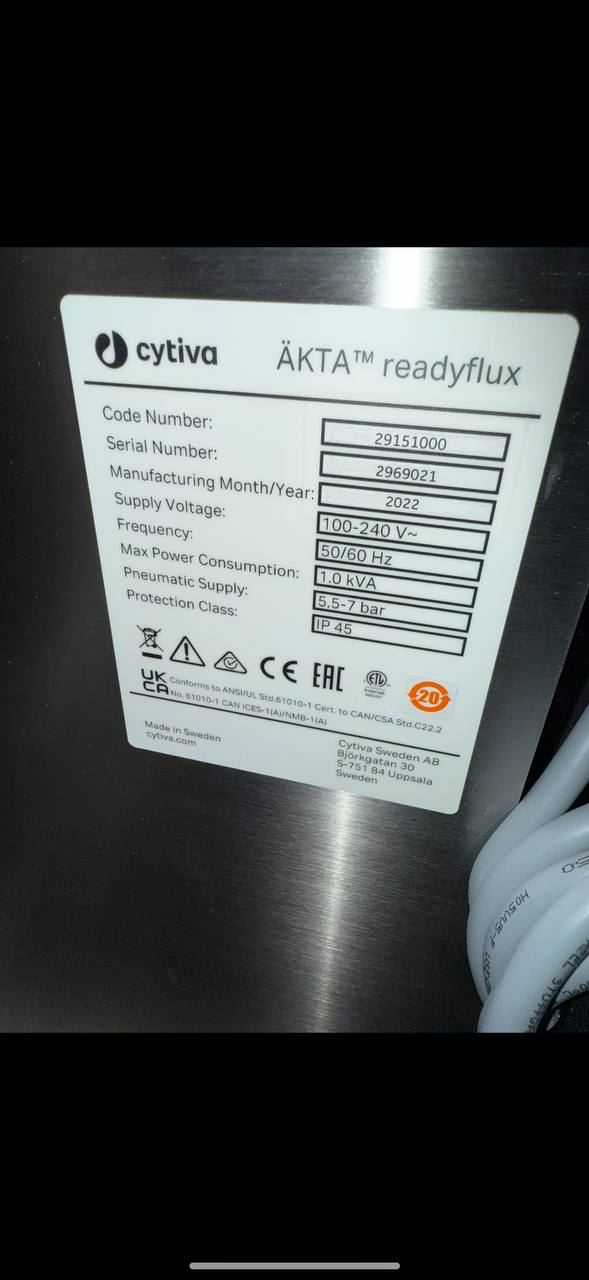 cytiva
ÄKTA™ readyflux
Code Number: 29151000
Serial Number: 2969021
Manufacturing Month/Year: 2022
Supply Voltage: 100-240 V~
Frequency: 50/60 Hz
Max Power Consumption: 1.0 kVA
Pneumatic Supply: 5,5-7 bar
Protection Class: IP 45
CE EAC ETL
20
UK
CA
Conforms to ANSI/UL Std.61010-1 Cert. to CAN/CSA Std.C22.2
No. 61010-1 CAN ICES-1(A)/NMB-1(A)
Made in Sweden
cytiva.com
Cytiva Sweden AB
Björkgatan 30
S-751 84 Uppsala
Sweden
H05VV5-F